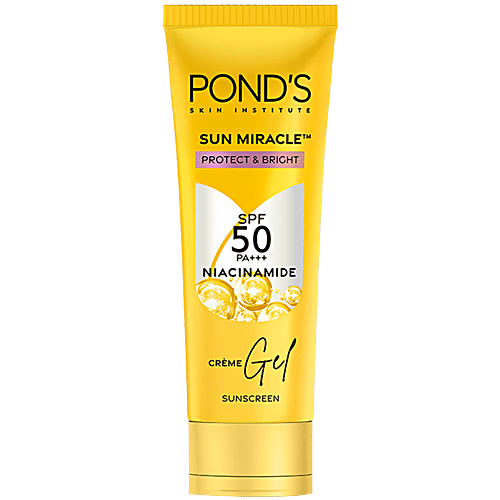 POND'S
SKIN INSTITUTE
SUN MIRACLE™
PROTECT & BRIGHT
SPF
50
PA+++
NIACINAMIDE
CRÈME Gel
SUNSCREEN